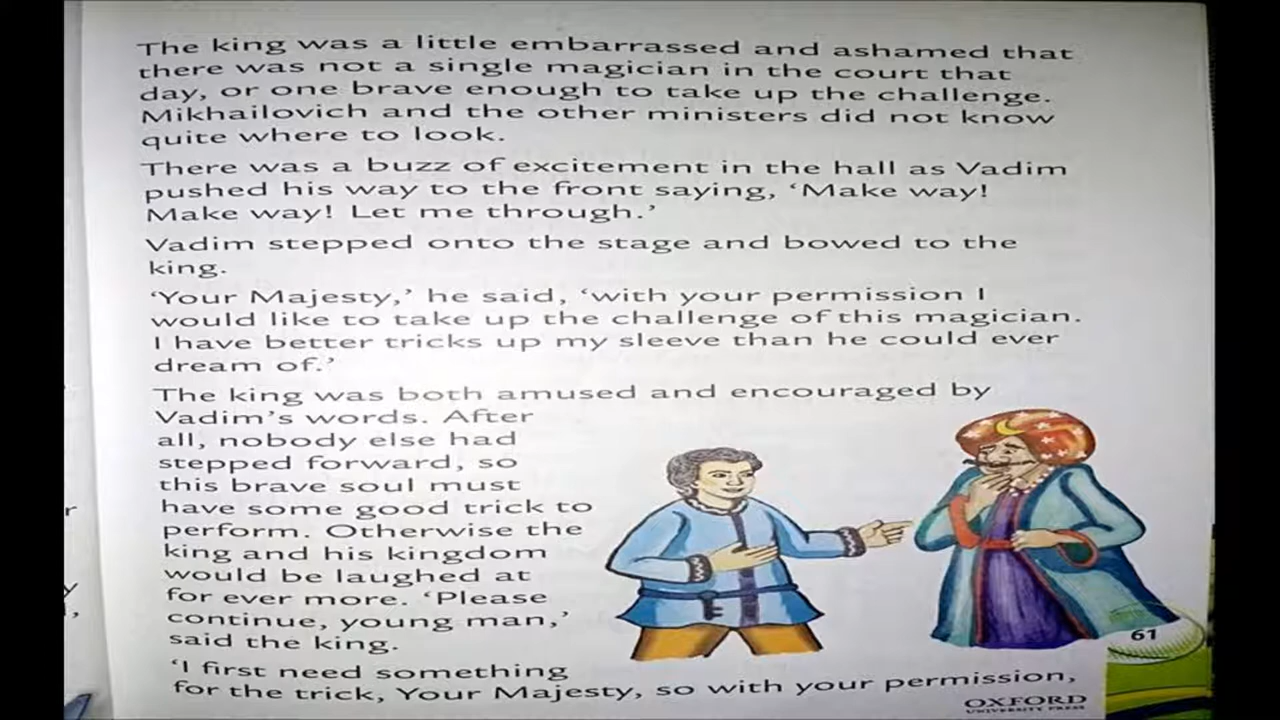 The king was a little embarrassed and ashamed that
there was not a single magician in the court that
day, or one brave enough to take up the challenge.
Mikhailovich and the other ministers did not know
quite where to look.
There was a buzz of excitement in the hall as Vadim
pushed his way to the front saying, ‘Make way!
Make way! Let me through.’
Vadim stepped onto the stage and bowed to the
king.
‘Your Majesty,’ he said, ‘with your permission I
would like to take up the challenge of this magician.
I have better tricks up my sleeve than he could ever
dream of.’
The king was both amused and encouraged by
Vadim’s words. After
all, nobody else had
stepped forward, so
this brave soul must
have some good trick to
perform. Otherwise the
king and his kingdom
would be laughed at
for ever more. ‘Please
continue, young man,’
said the king.
‘I first need something
for the trick, Your Majesty, so with your permission,
61
OXFORD
UNIVERSITY PRESS